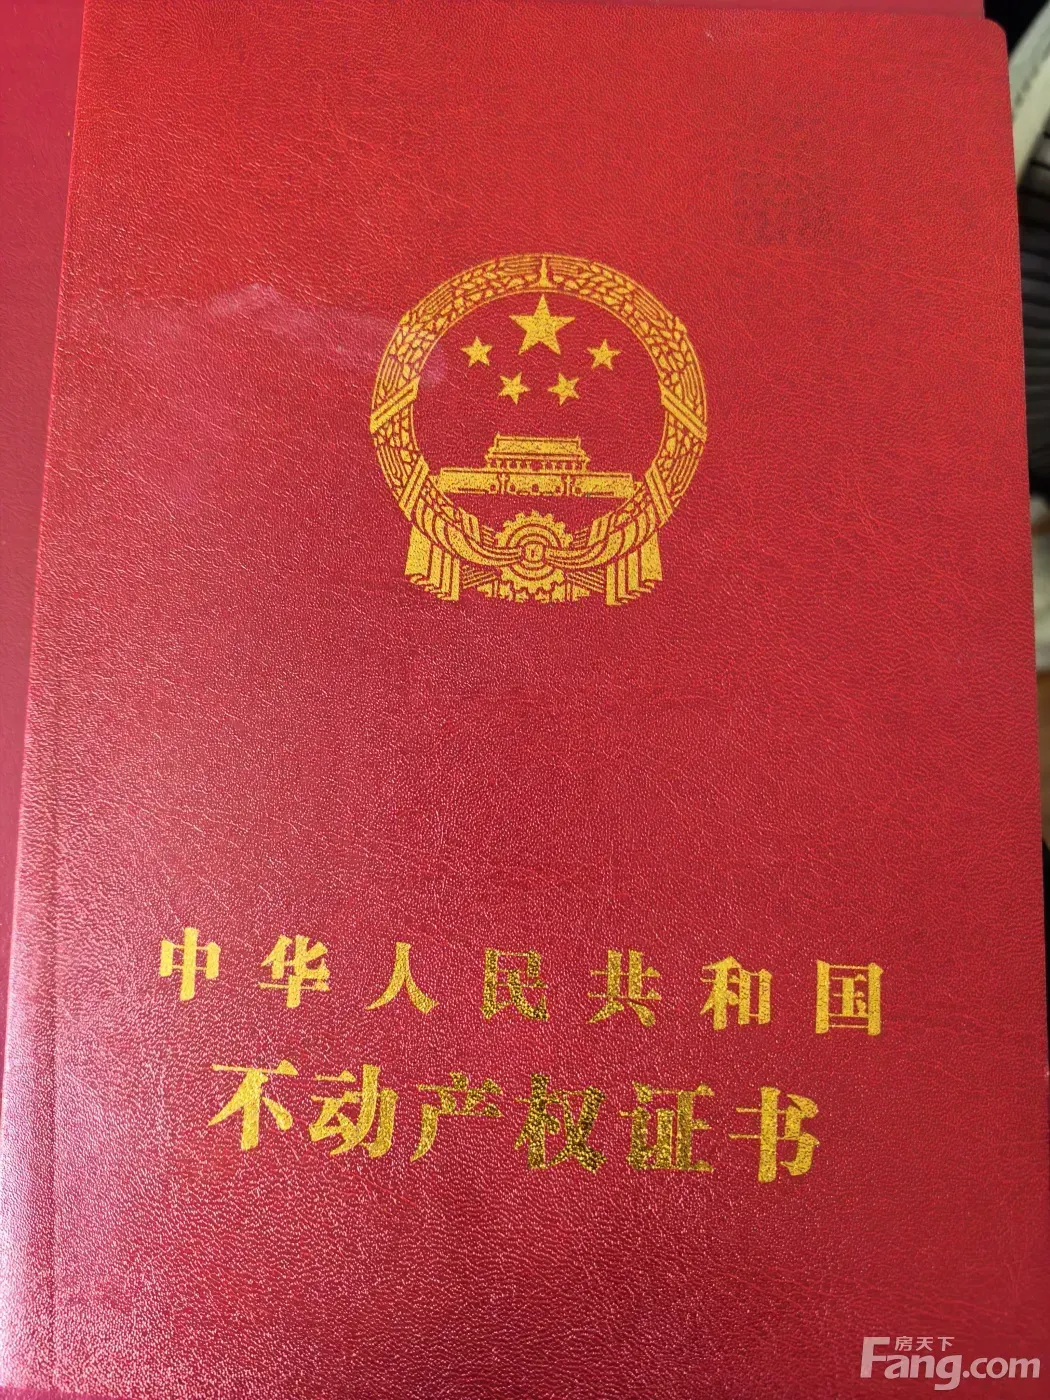 中华人民共和国
不动产权证书
房天下
Fang.com